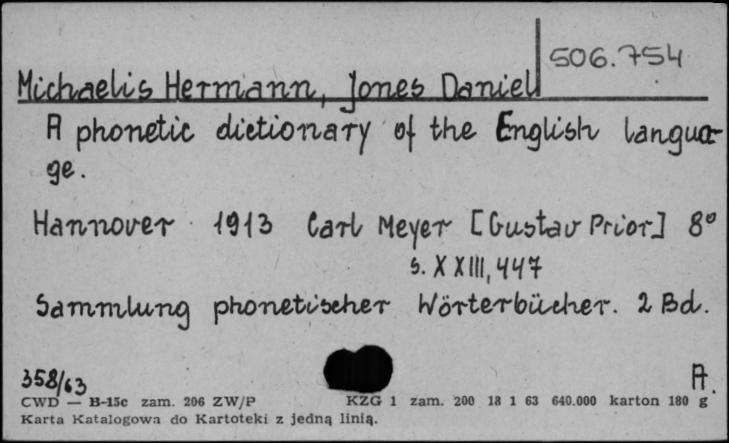 506.754
Michaelis Hermann, Jones Daniel
A phonetic dictionary of the English langua-
ge.
Hannover 1913 Carl Meyer [Gustav Prior] 8°
s. XXIII, 447
Sammlung phonetischer Wörterbücher. 2 Bd.
358/63
A.
CWD — B-15c zam. 206 ZW/P KZG 1 zam. 200 18 1 63 640.000 karton 180 g
Karta Katalogowa do Kartoteki z jedną linią.